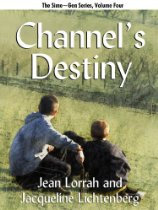 The Sime~Gen Series, Volume Four
Channel's
Destiny
Jean Lorrah and
Jacqueline Lichtenberg